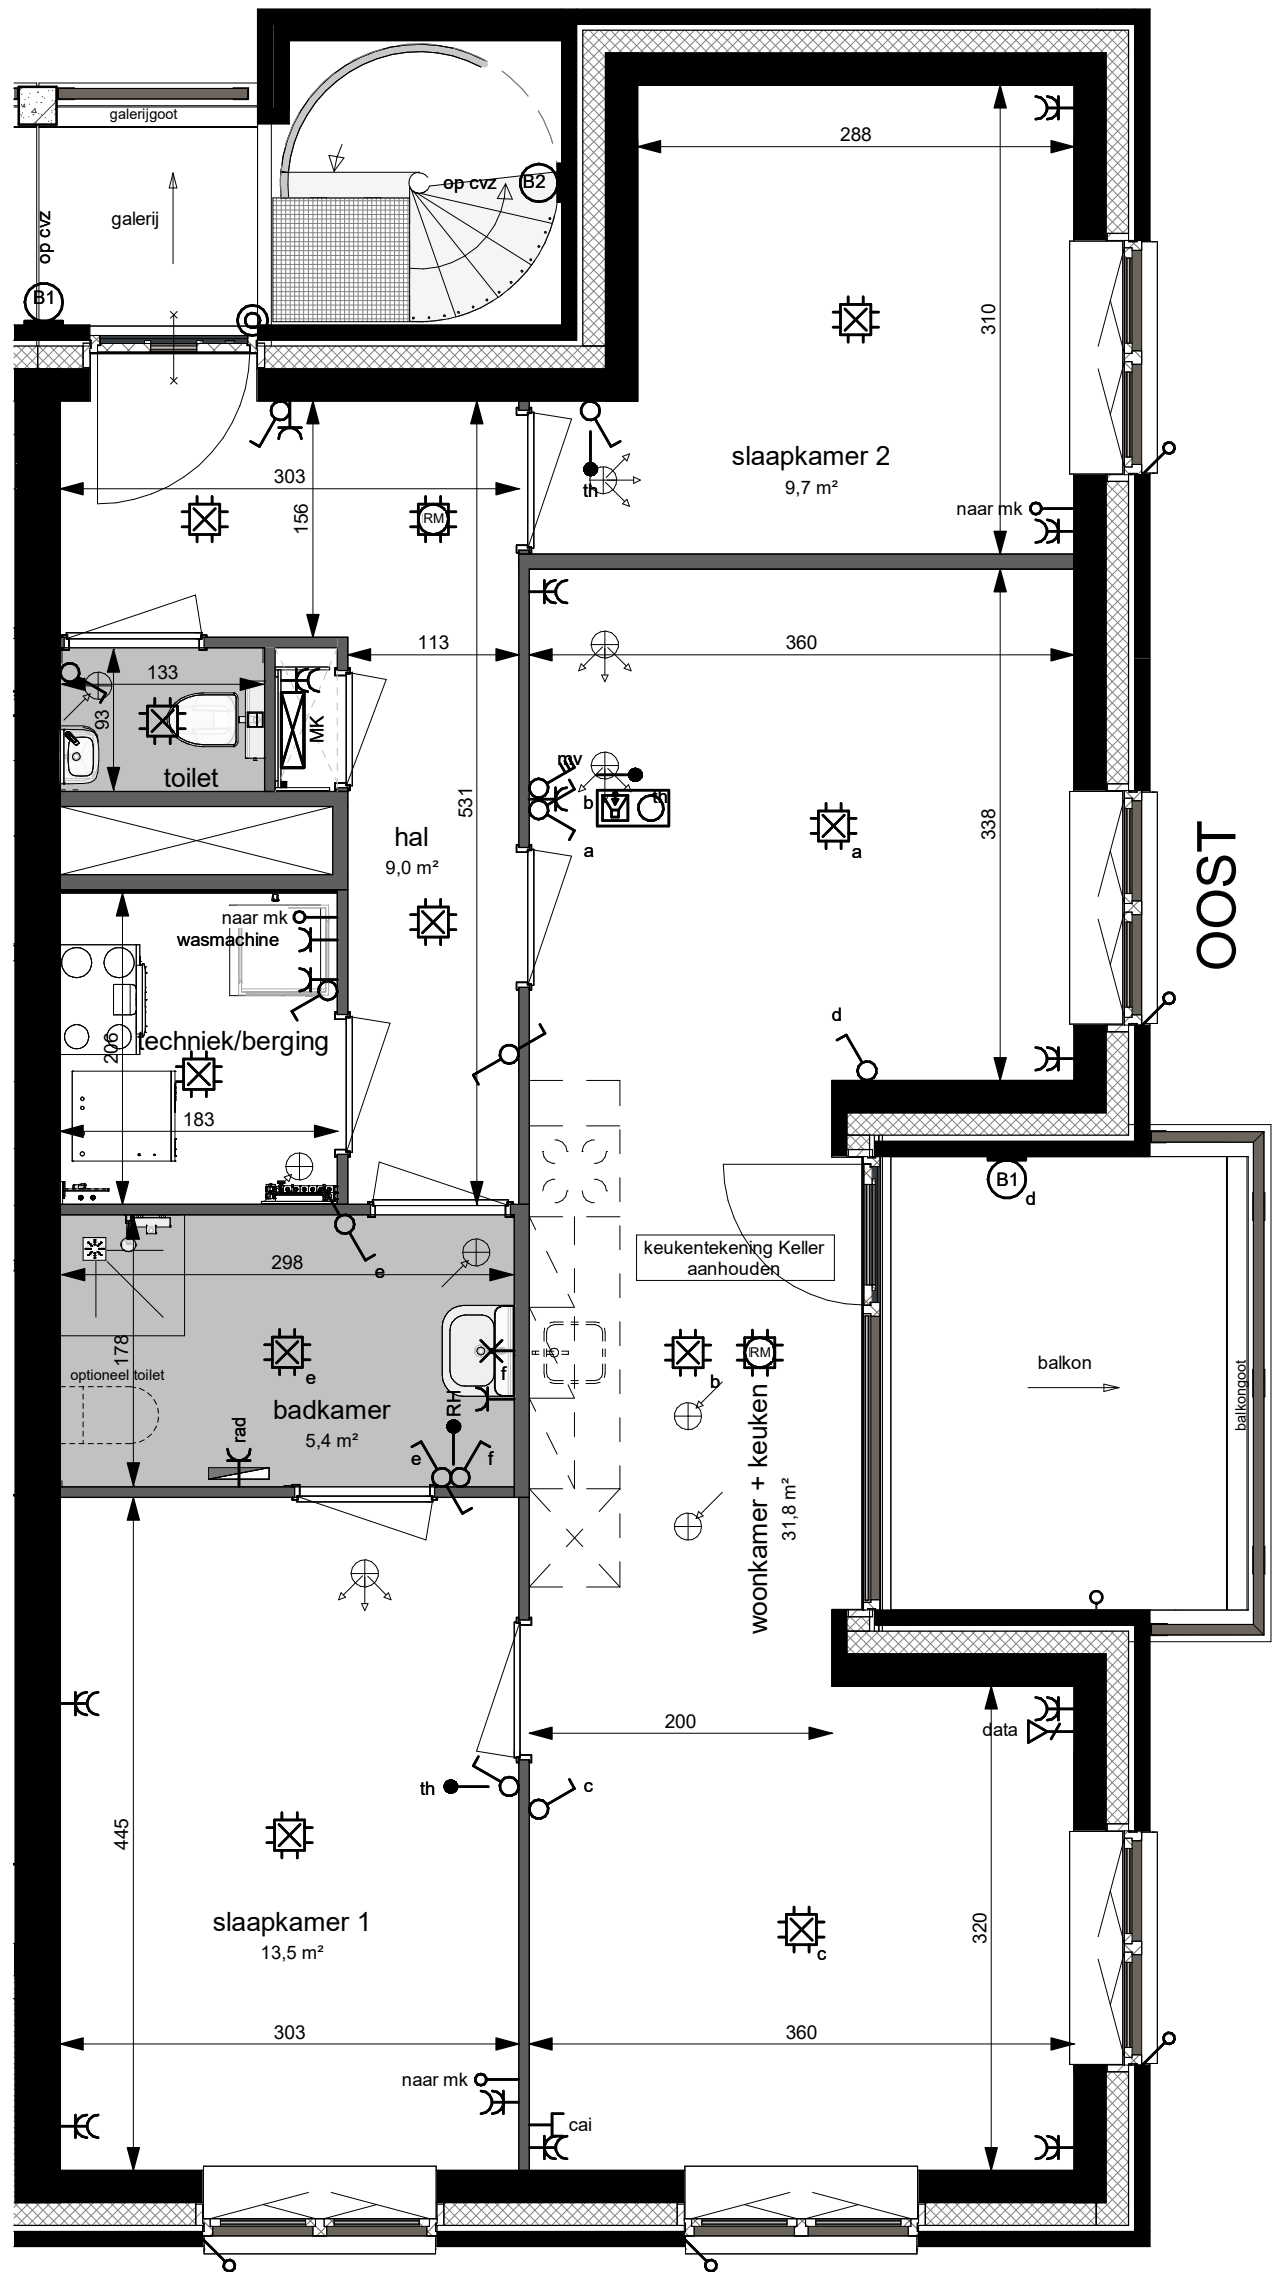 galerijgoot
288
op cvz
B2
galerij
op cvz
B1
310
slaapkamer 2
9,7 m²
303
th
156
RM
naar mk
113
360
133
93
MK
toilet
mv
b
th
a
a
531
338
hal
9,0 m²
OOST
naar mk
wasmachine
d
techniek/berging
206
183
B1
d
keukentekening Keller
aanhouden
298
e
178
optioneel toilet
e
f
RM
b
balkon
balkongoot
badkamer
5,4 m²
RH
rad
e
f
woonkamer + keuken
31,8 m²
200
data
th
c
445
slaapkamer 1
13,5 m²
c
320
303
360
naar mk
cai